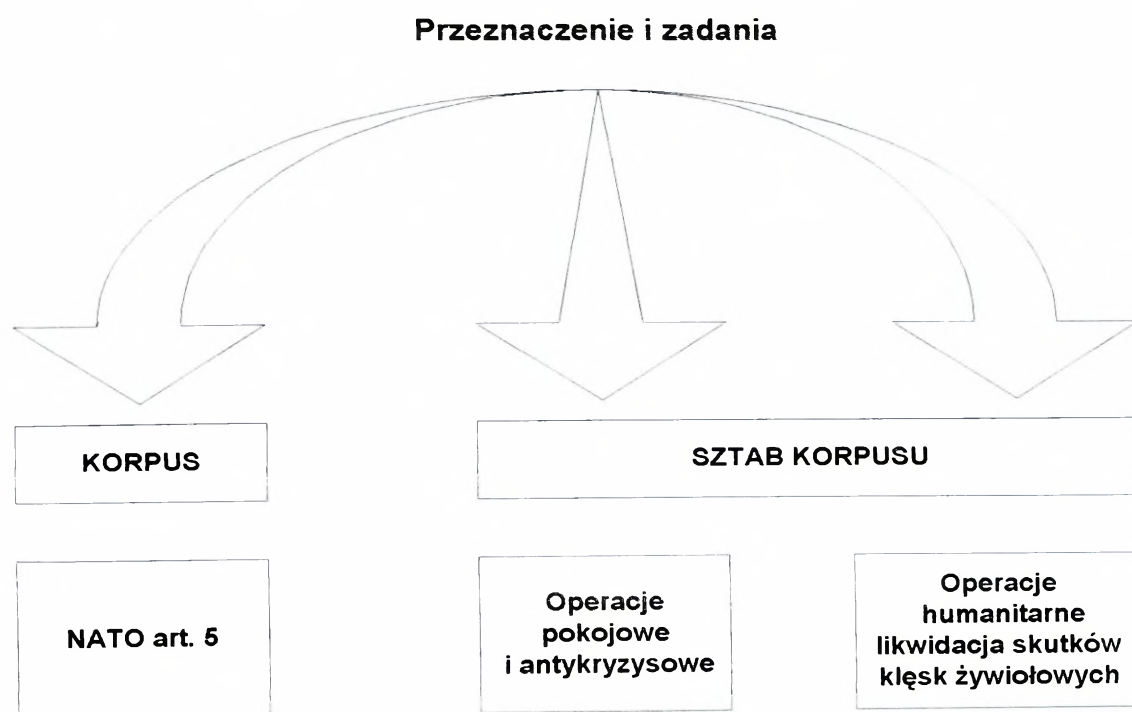 Przeznaczenie i zadania
KORPUS
SZTAB KORPUSU
NATO art. 5
Operacje
pokojowe
i antykryzysowe
Operacje
humanitarne
likwidacja skutków
klęsk żywiołowych